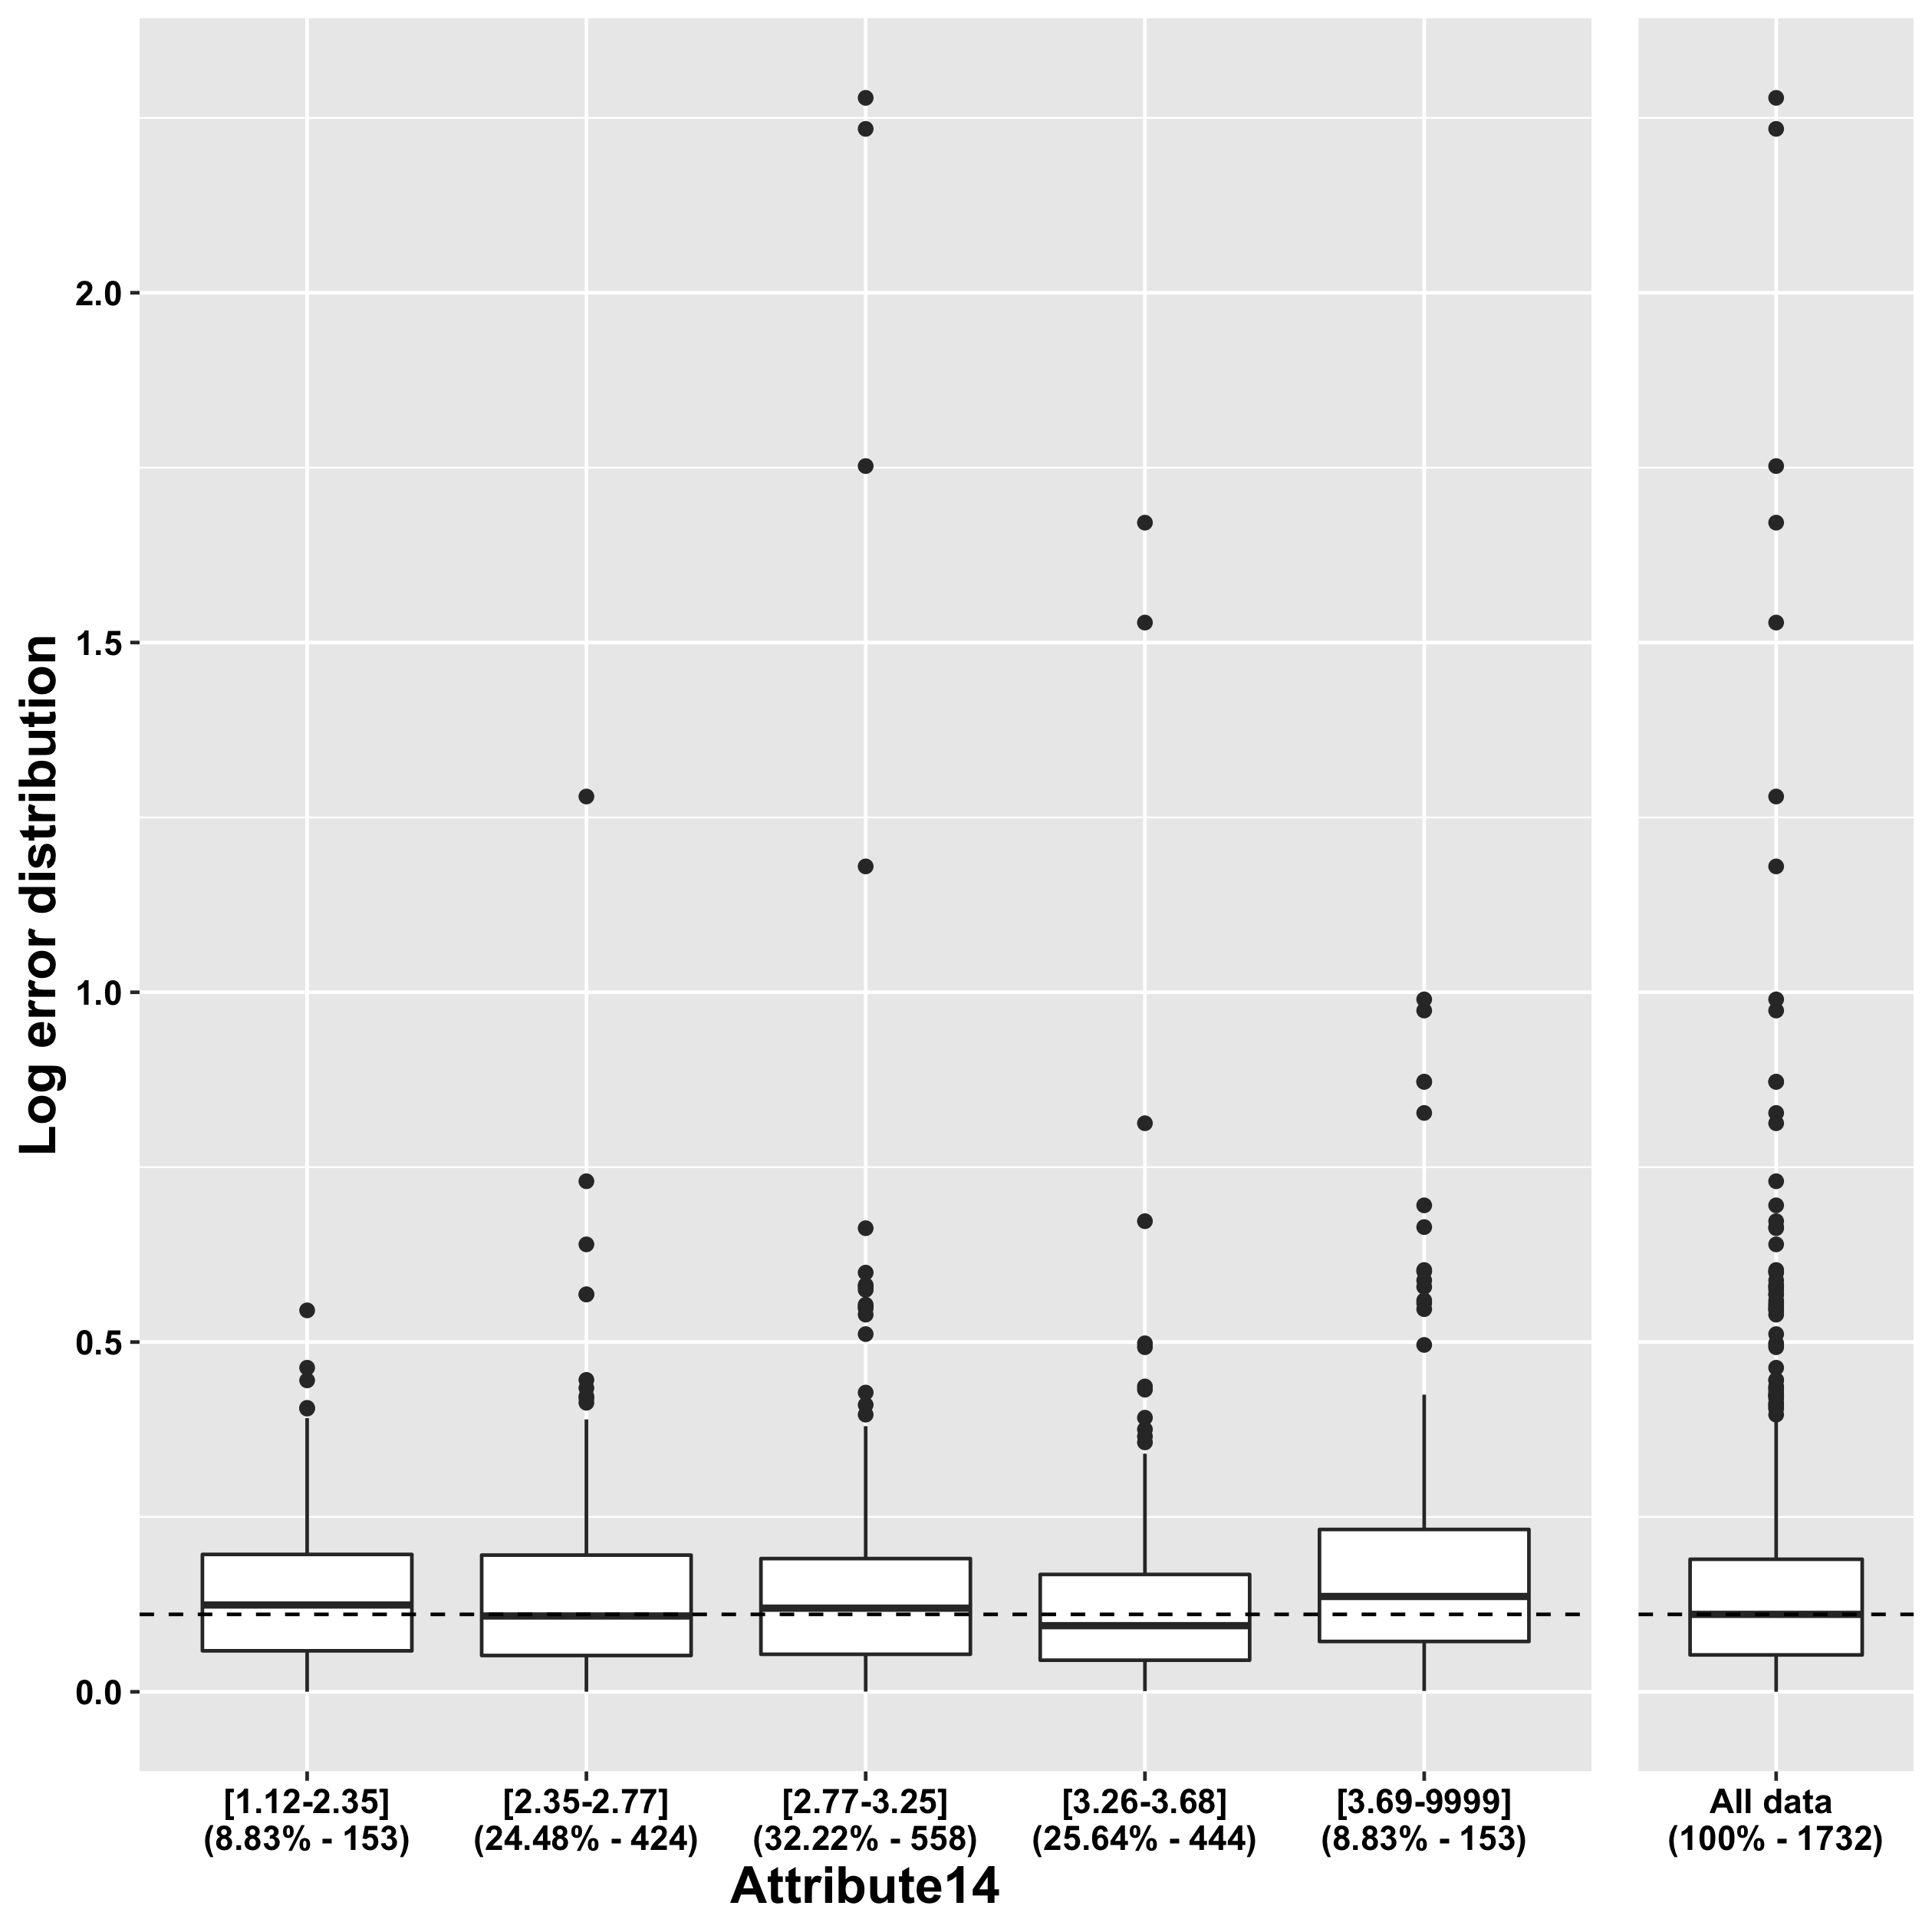 Log error distribution
2.0
1.5
1.0
0.5
0.0
[1.12-2.35] [2.35-2.77] [2.77-3.25] [3.26-3.68] [3.69-9999] All data
(8.83% - 153) (24.48% - 424) (32.22% - 558) (25.64% - 444) (8.83% - 153) (100% - 1732)
Attribute14